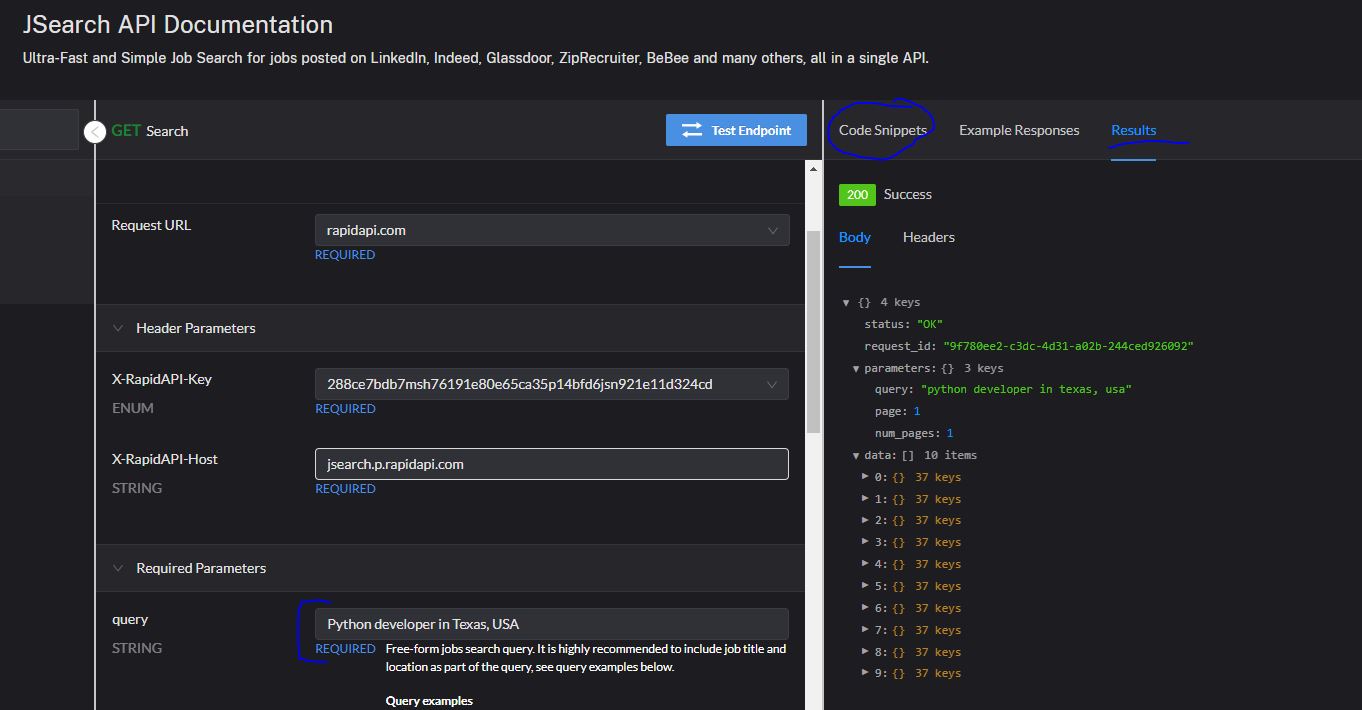 JSearch API Documentation
Ultra-Fast and Simple Job Search for jobs posted on LinkedIn, Indeed, Glassdoor, ZipRecruiter, BeBee and many others, all in a single API.
GET Search
Test Endpoint
Request URL
rapidapi.com
REQUIRED
Header Parameters
X-RapidAPI-Key
288ce7bdb7msh76191e80e65ca35p14bfd6jsn921e11d324cd
ENUM
REQUIRED
X-RapidAPI-Host
jsearch.p.rapidapi.com
STRING
REQUIRED
Required Parameters
query
Python developer in Texas, USA
STRING
REQUIRED
Free-form jobs search query. It is highly recommended to include job title and
location as part of the query, see query examples below.
Query examples
Code Snippets
Example Responses
Results
200 Success
Body
Headers
{} 4 keys
status: "OK"
request_id: "9f780ee2-c3dc-4d31-a02b-244ced926092"
parameters: {} 3 keys
query: "python developer in texas, usa"
page: 1
num_pages: 1
data: [] 10 items
0: {} 37 keys
1: {} 37 keys
2: {} 37 keys
3: {} 37 keys
4: {} 37 keys
5: {} 37 keys
6: {} 37 keys
7: {} 37 keys
8: {} 37 keys
9: {} 37 keys